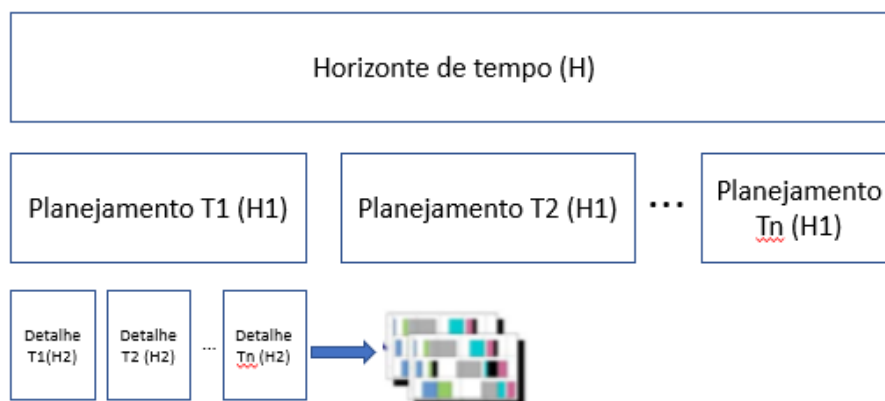 Horizonte de tempo (H)
Planejamento T1 (H1)
Planejamento T2 (H1)
...
Planejamento
Tn (H1)
Detalhe
T1(H2)
Detalhe
T2 (H2)
...
Detalhe
Tn (H2)